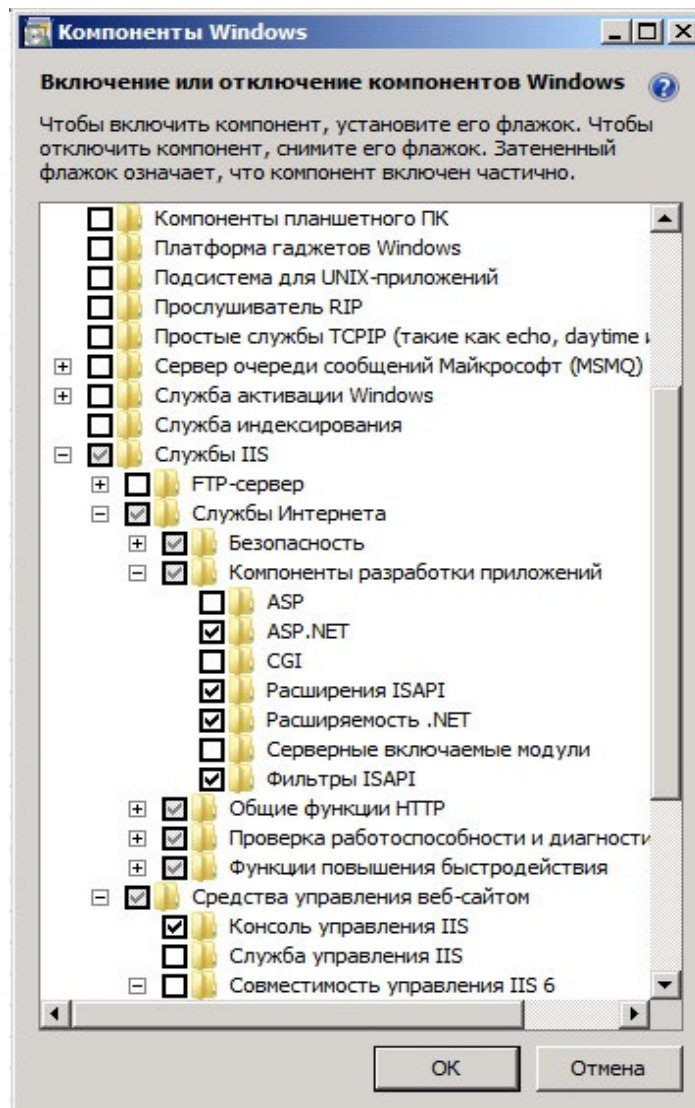 Компоненты Windows
Включение или отключение компонентов Windows
Чтобы включить компонент, установите его флажок. Чтобы
отключить компонент, снимите его флажок. Затененный
флажок означает, что компонент включен частично.
Компоненты планшетного ПК
Платформа гаджетов Windows
Подсистема для UNIX-приложений
Прослушиватель RIP
Простые службы TCPIP (такие как echo, daytime и
Сервер очереди сообщений Майкрософт (MSMQ)
Служба активации Windows
Служба индексирования
Службы IIS
FTP-сервер
Службы Интернета
Безопасность
Компоненты разработки приложений
ASP
ASP.NET
CGI
Расширения ISAPI
Расширяемость .NET
Серверные включаемые модули
Фильтры ISAPI
Общие функции HTTP
Проверка работоспособности и диагности
Функции повышения быстродействия
Средства управления веб-сайтом
Консоль управления IIS
Служба управления IIS
Совместимость управления IIS 6
OK Отмена